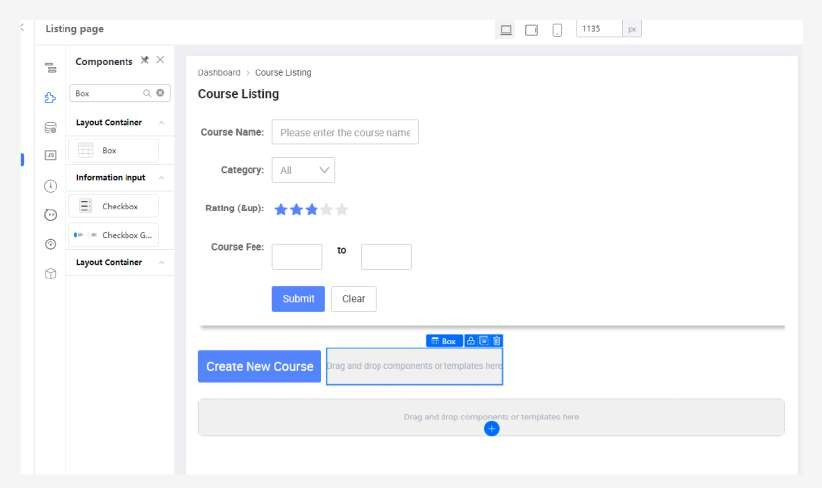 Listing page
1135 px
Components
Box
Layout Container
Box
Information Input
Checkbox
Checkbox G...
Layout Container
Dashboard > Course Listing
Course Listing
Course Name: Please enter the course name
Category: All
Rating (&up):
Course Fee: to
Submit Clear
Box
Create New Course Drag and drop components or templates here
Drag and drop components or templates here